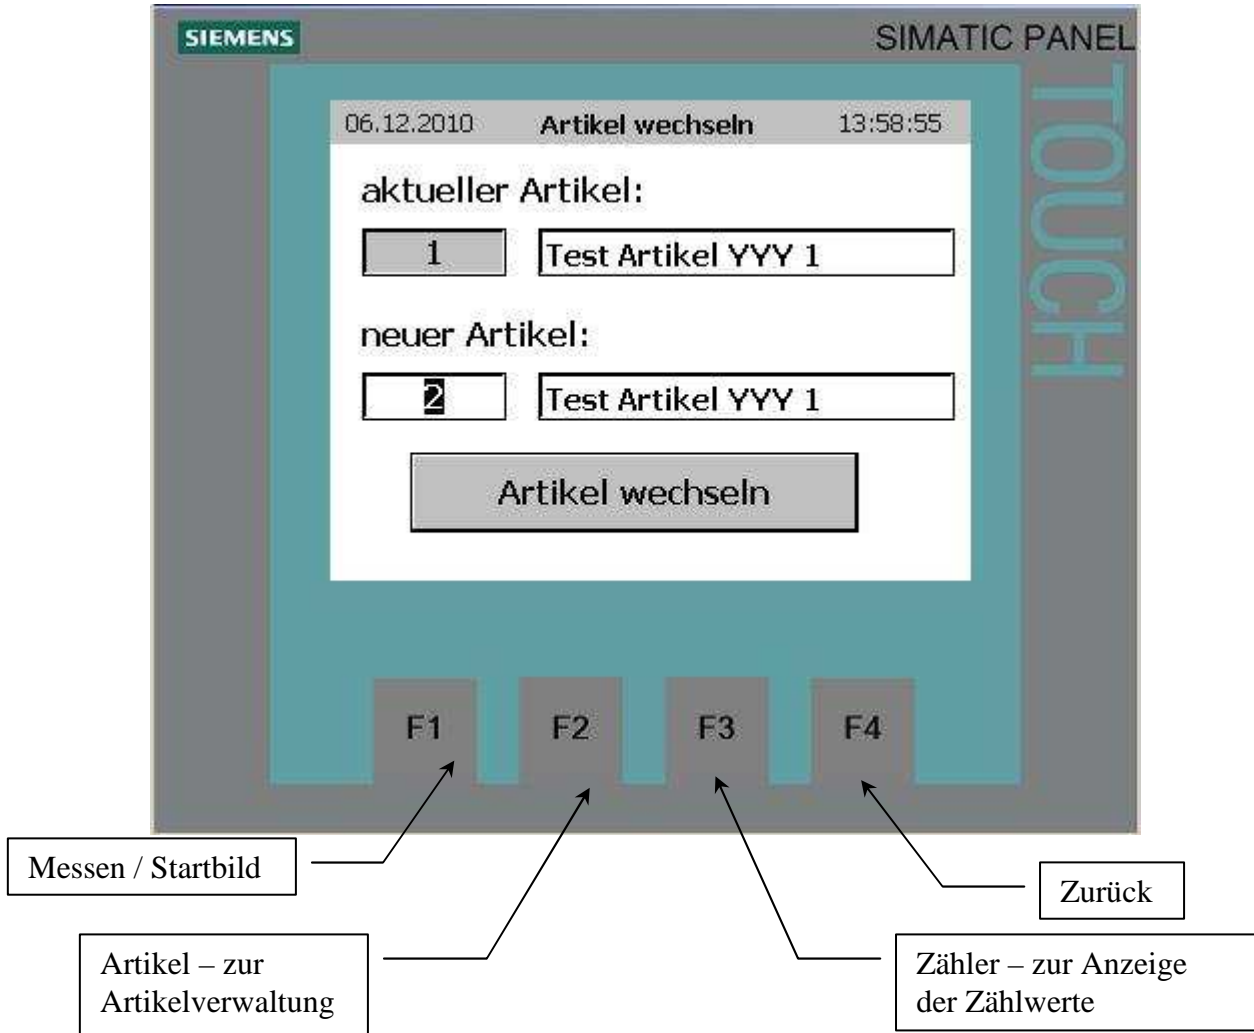 SIEMENS
SIMATIC PANEL
TOUCH
06.12.2010 Artikel wechseln 13:58:55
aktueller Artikel:
1 Test Artikel YYY 1
neuer Artikel:
2 Test Artikel YYY 1
Artikel wechseln
F1 F2 F3 F4
Messen / Startbild
Zurück
Artikel – zur
Artikelverwaltung
Zähler – zur Anzeige
der Zählwerte